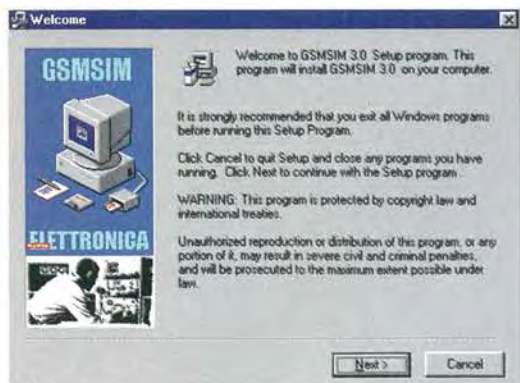 Welcome
GSMSIM
Welcome to GSMSIM 3.0 Setup program. This
program will install GSMSIM 3.0 on your computer.
It is strongly recommended that you exit all Windows programs
before running this Setup Program.
Click Cancel to quit Setup and close any programs you have
running. Click Next to continue with the Setup program.
WARNING: This program is protected by copyright law and
international treaties.
Unauthorized reproduction or distribution of this program, or any
portion of it, may result in severe civil and criminal penalties,
and will be prosecuted to the maximum extent possible under
law.
ELETTRONICA
Next >
Cancel